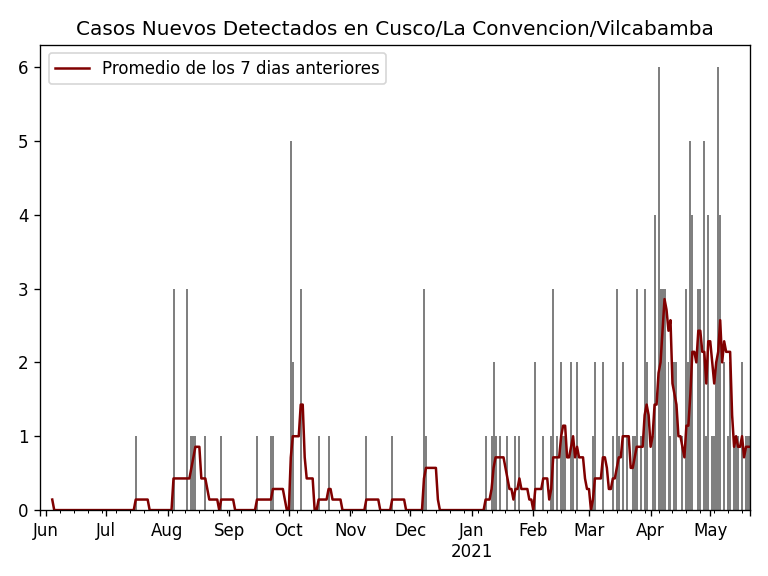 Casos Nuevos Detectados en Cusco/La Convencion/Vilcabamba
Promedio de los 7 dias anteriores
6
5
4
3
2
1
0
Jun Jul Aug Sep Oct Nov Dec Jan Feb Mar Apr May
2021